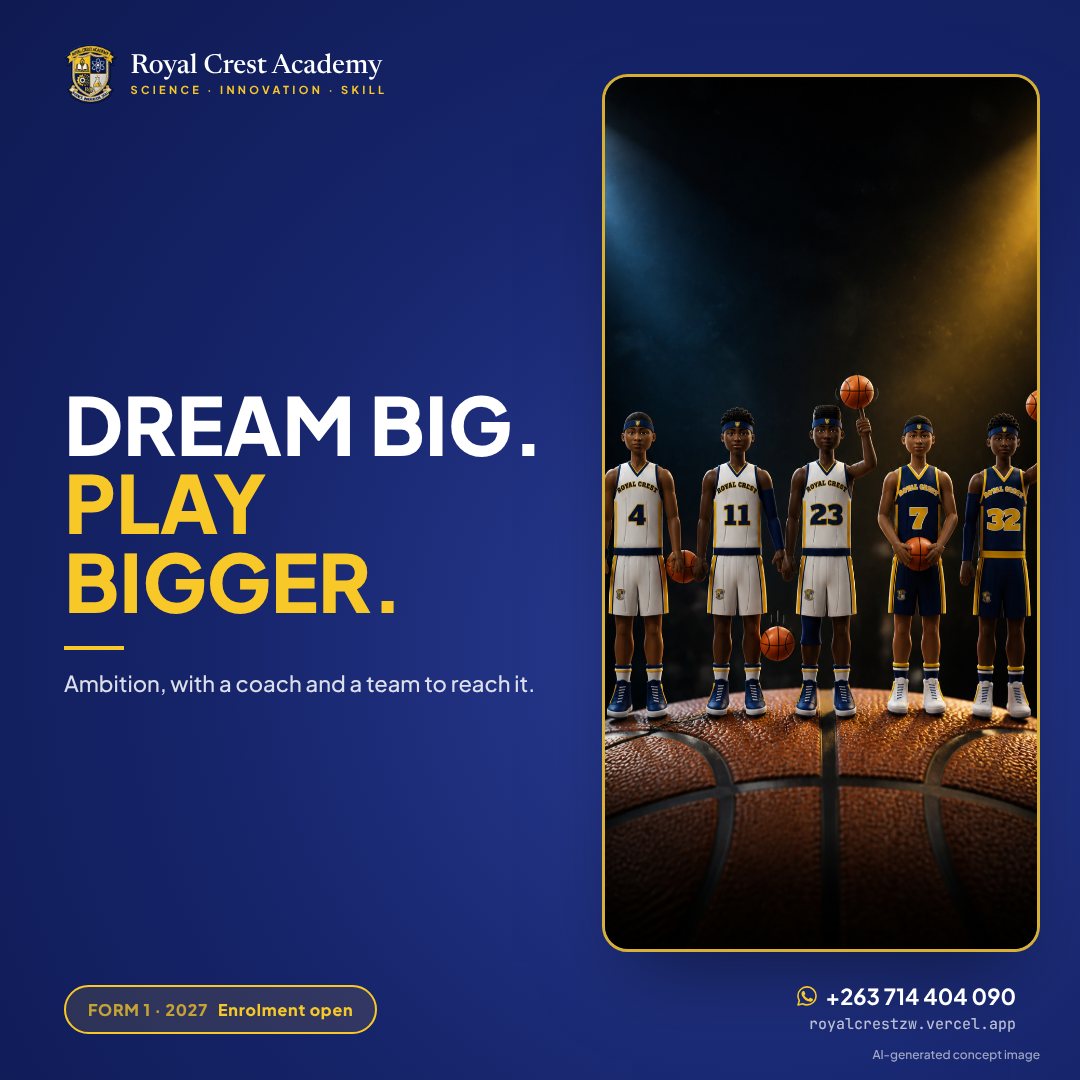 Royal Crest Academy
SCIENCE · INNOVATION · SKILL
DREAM BIG.
PLAY
BIGGER.
Ambition, with a coach and a team to reach it.
ROYAL CREST
4
ROYAL CREST
11
ROYAL CREST
23
ROYAL CREST
7
ROYAL CREST
32
FORM 1 · 2027 Enrolment open
+263 714 404 090
royalcrestzw.vercel.app
AI-generated concept image